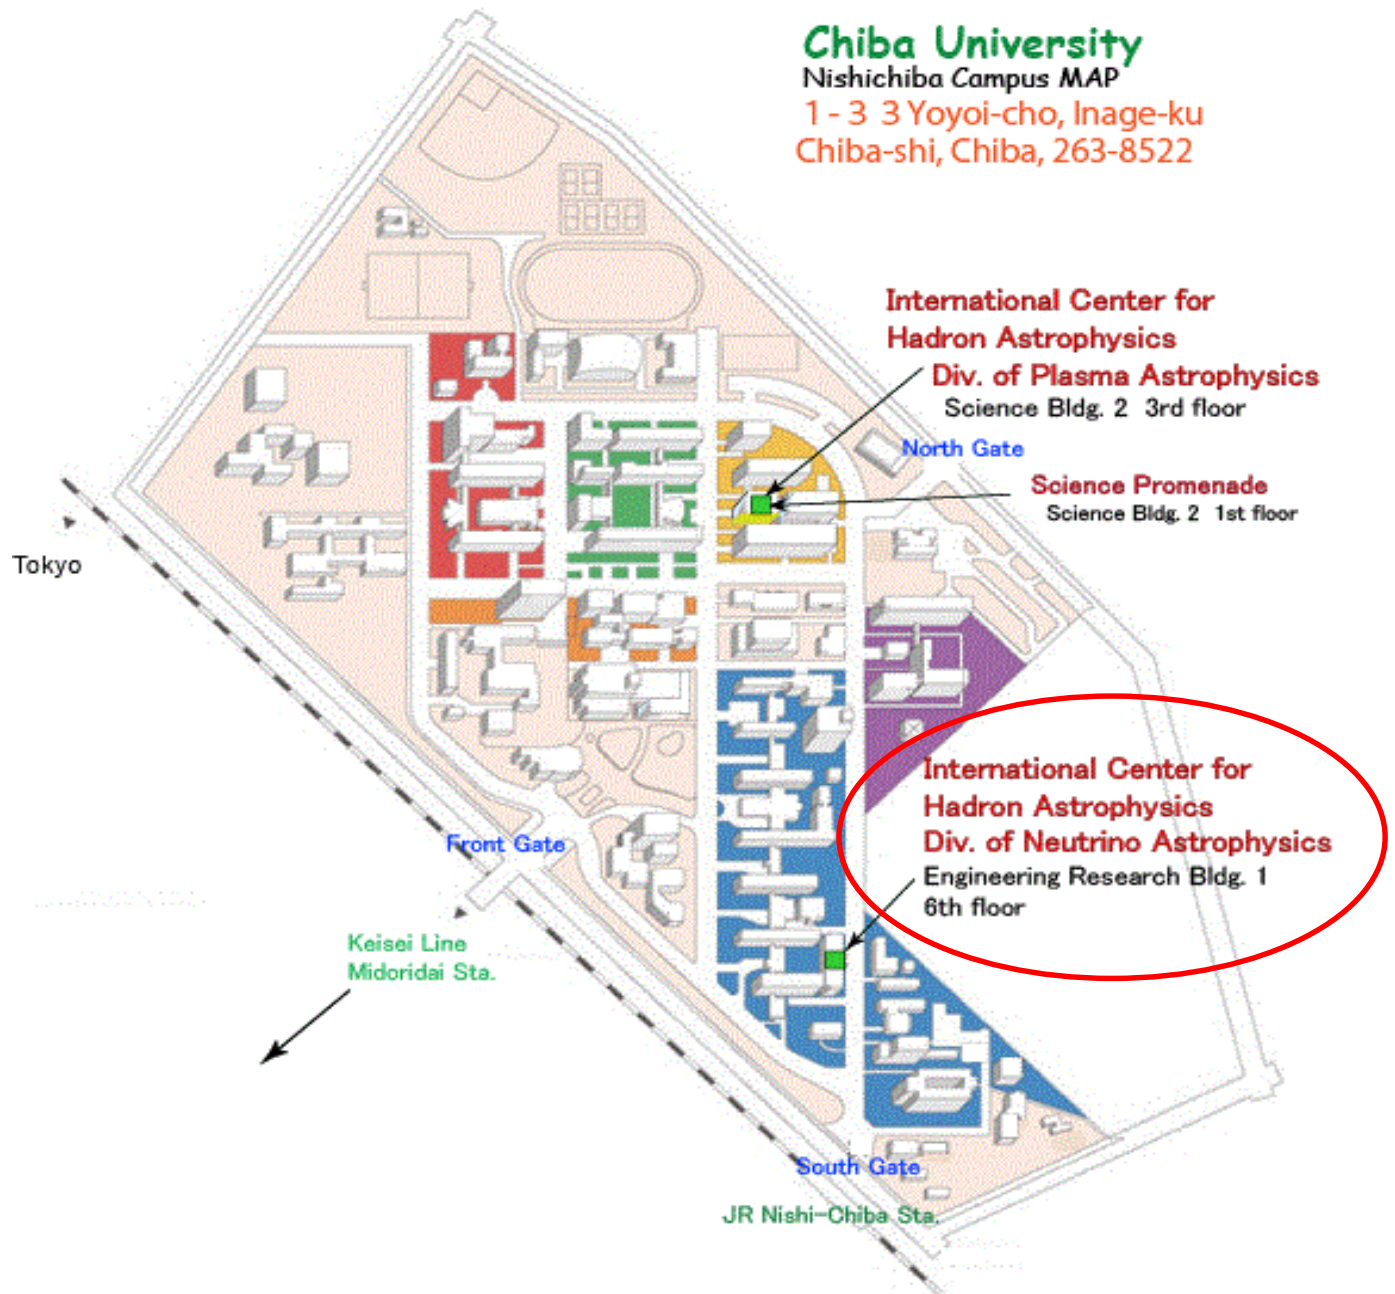 Chiba University
Nishichiba Campus MAP
1 - 3 3 Yoyoi-cho, Inage-ku
Chiba-shi, Chiba, 263-8522
International Center for
Hadron Astrophysics
Div. of Plasma Astrophysics
Science Bldg. 2 3rd floor
North Gate
Science Promenade
Science Bldg. 2 1st floor
Tokyo
International Center for
Hadron Astrophysics
Div. of Neutrino Astrophysics
Engineering Research Bldg. 1
6th floor
Front Gate
Keisei Line
Midoridai Sta.
South Gate
JR Nishi-Chiba Sta.